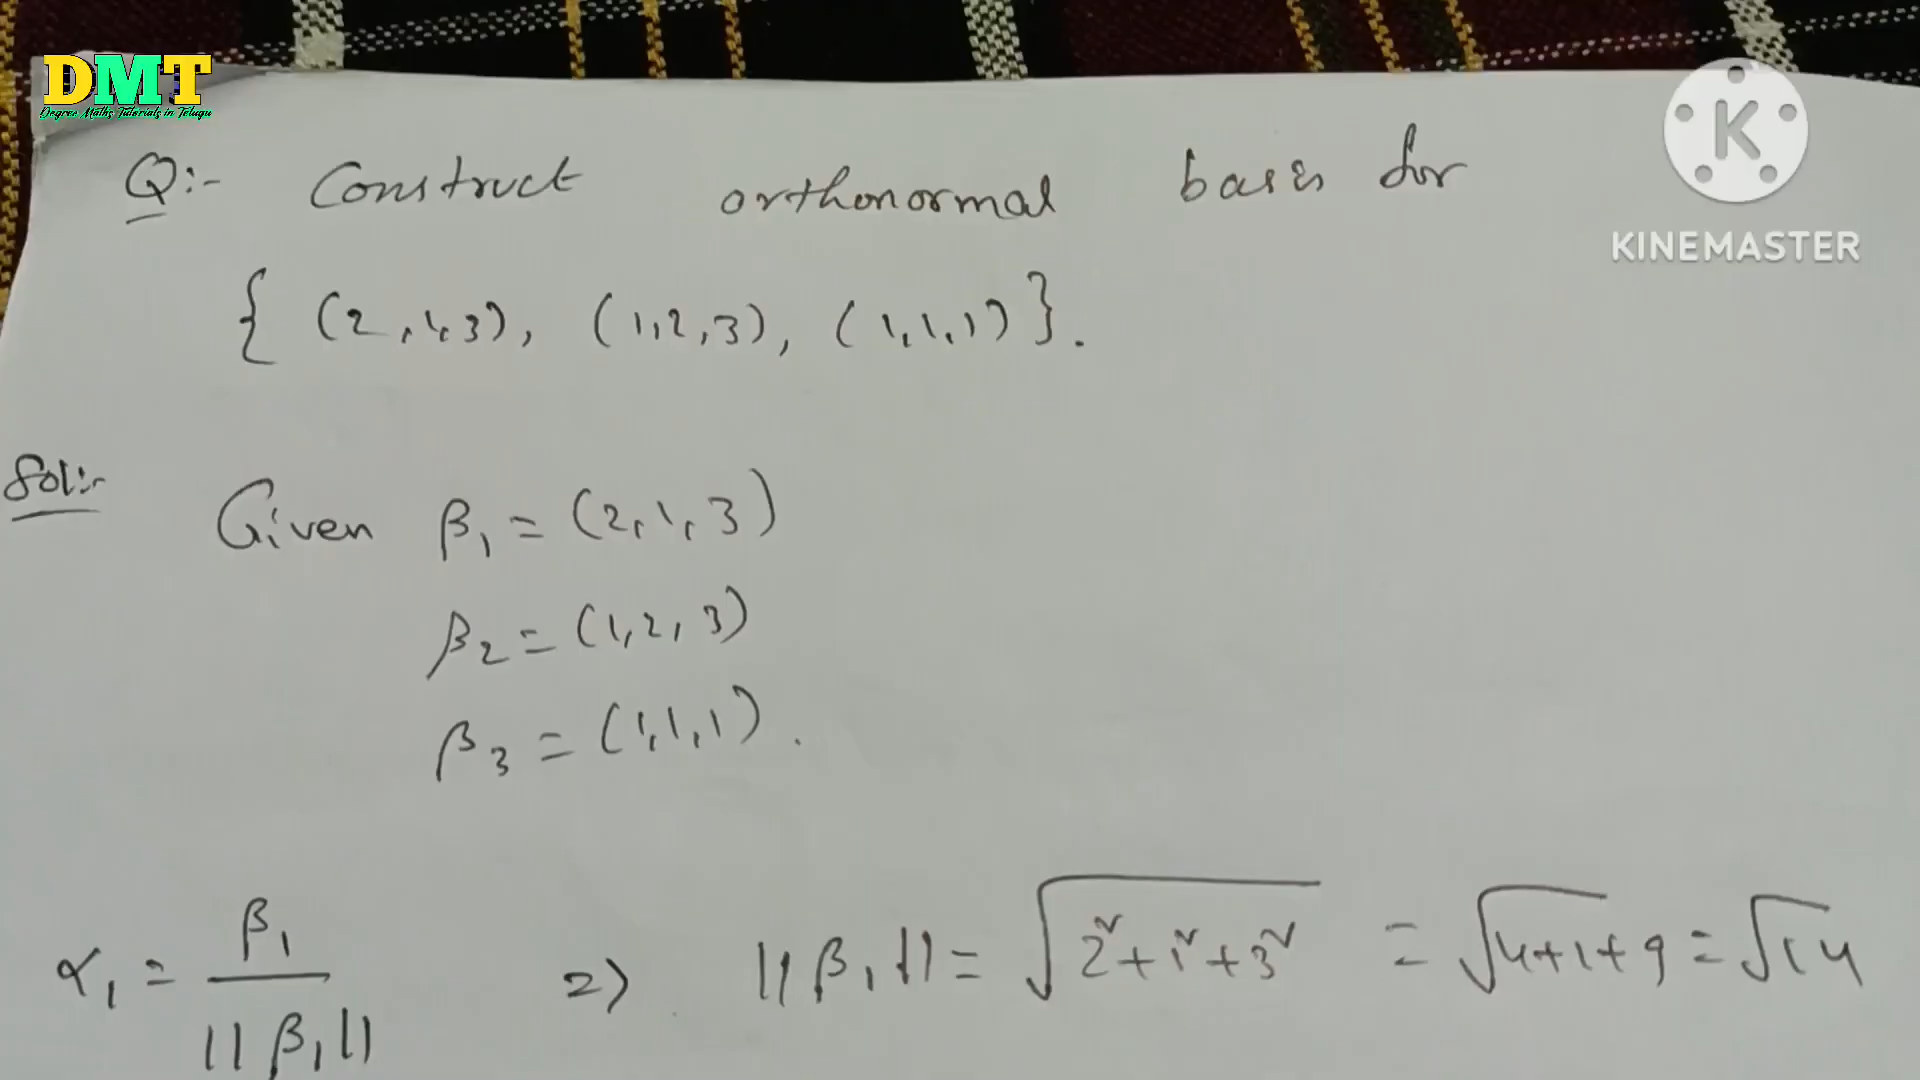 DMT
Degree Maths Tutorials in Telugu
KINEMASTER
Q:- Construct orthonormal basis for
{ (2,1,3), (1,2,3), (1,1,1) }.
Sol:-
Given β₁ = (2,1,3)
β₂ = (1,2,3)
β₃ = (1,1,1).
α₁ = β₁ / ||β₁|| => ||β₁|| = √(2²+1²+3²) = √(4+1+9) = √14